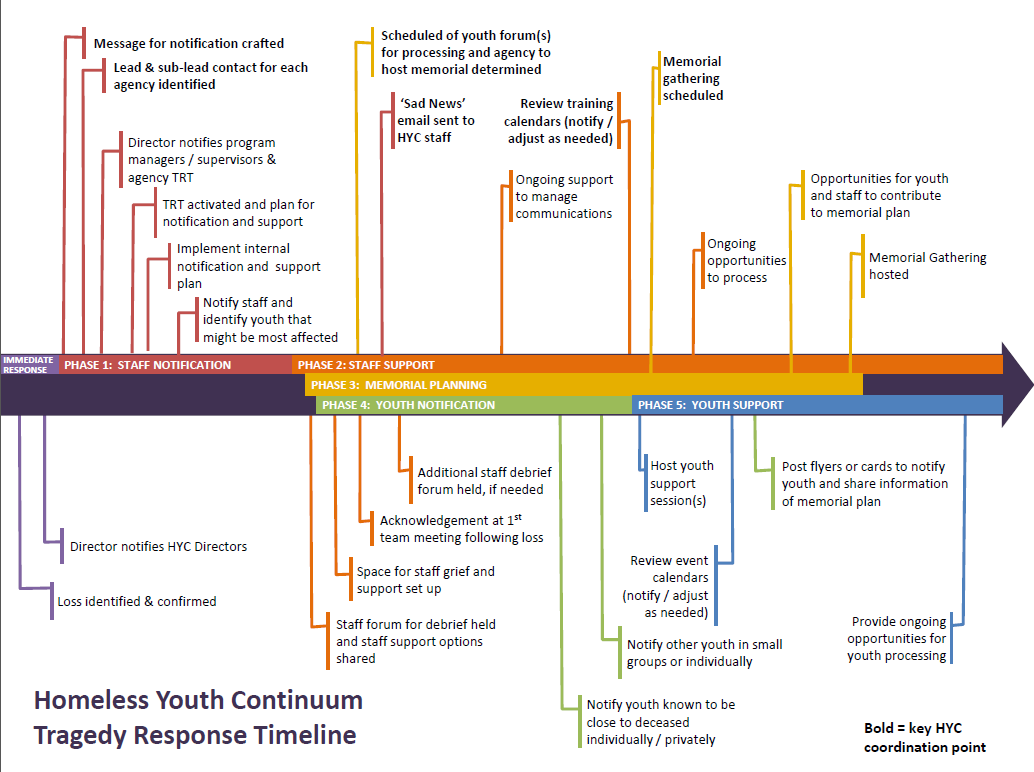 Message for notification crafted
Lead & sub-lead contact for each
agency identified
Director notifies program
managers / supervisors &
agency TRT
TRT activated and plan for
notification and support
Implement internal
notification and support
plan
Notify staff and
identify youth that
might be most affected
Scheduled of youth forum(s)
for processing and agency to
host memorial determined
'Sad News'
email sent to
HYC staff
Review training
calendars (notify /
adjust as needed)
Ongoing support
to manage
communications
Memorial
gathering
scheduled
Ongoing
opportunities
to process
Opportunities for youth
and staff to contribute
to memorial plan
Memorial Gathering
hosted
IMMEDIATE
RESPONSE
PHASE 1: STAFF NOTIFICATION
PHASE 2: STAFF SUPPORT
PHASE 3: MEMORIAL PLANNING
PHASE 4: YOUTH NOTIFICATION
PHASE 5: YOUTH SUPPORT
Director notifies HYC Directors
Loss identified & confirmed
Additional staff debrief
forum held, if needed
Acknowledgement at 1st
team meeting following loss
Space for staff grief and
support set up
Staff forum for debrief held
and staff support options
shared
Host youth
support
session(s)
Review event
calendars
(notify / adjust
as needed)
Notify other youth in small
groups or individually
Notify youth known to be
close to deceased
individually / privately
Post flyers or cards to notify
youth and share information
of memorial plan
Provide ongoing
opportunities for
youth processing
Homeless Youth Continuum
Tragedy Response Timeline
Bold = key HYC
coordination point